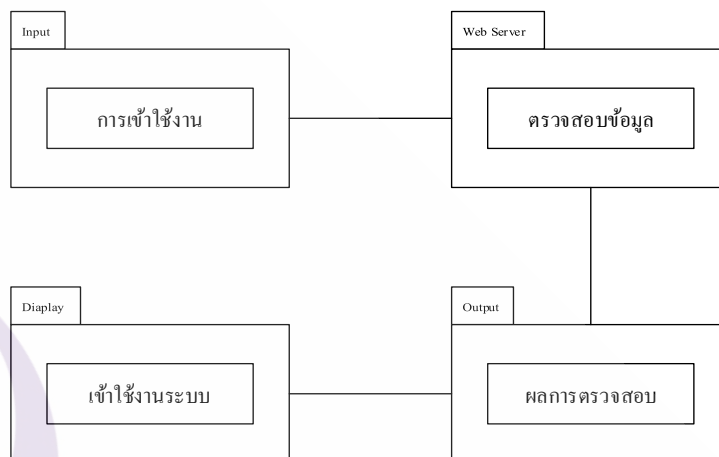 Input
Web Server
การเข้าใช้งาน
ตรวจสอบข้อมูล
Diaplay
Output
เข้าใช้งานระบบ
ผลการตรวจสอบ